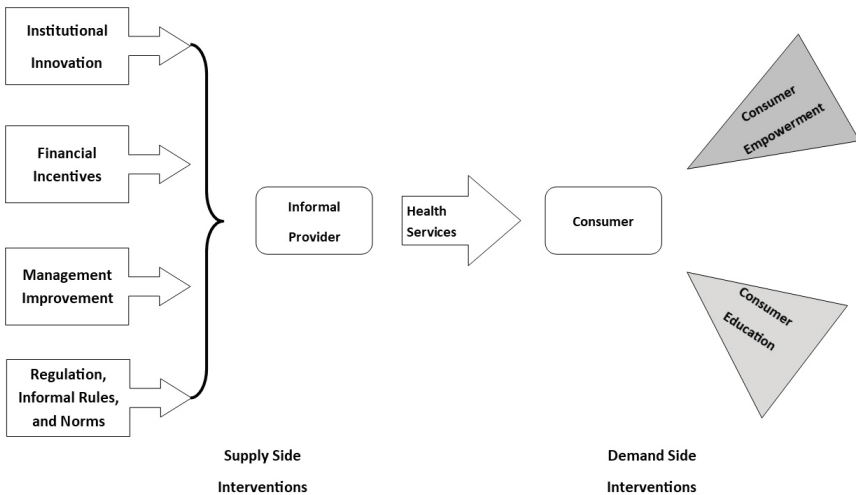 Institutional
Innovation
Financial
Incentives
Management
Improvement
Regulation,
Informal Rules,
and Norms
Informal
Provider
Health
Services
Consumer
Consumer
Empowerment
Consumer
Education
Supply Side
Interventions
Demand Side
Interventions